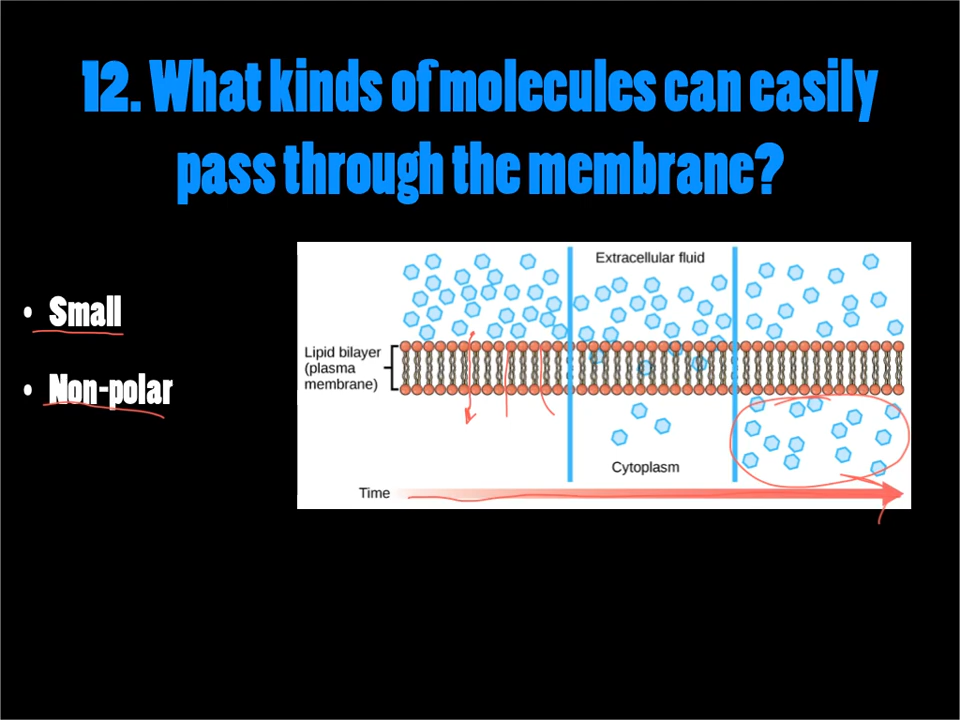 12. What kinds of molecules can easily
pass through the membrane?
• Small
• Non-polar
Extracellular fluid
Lipid bilayer
(plasma
membrane)
Cytoplasm
Time